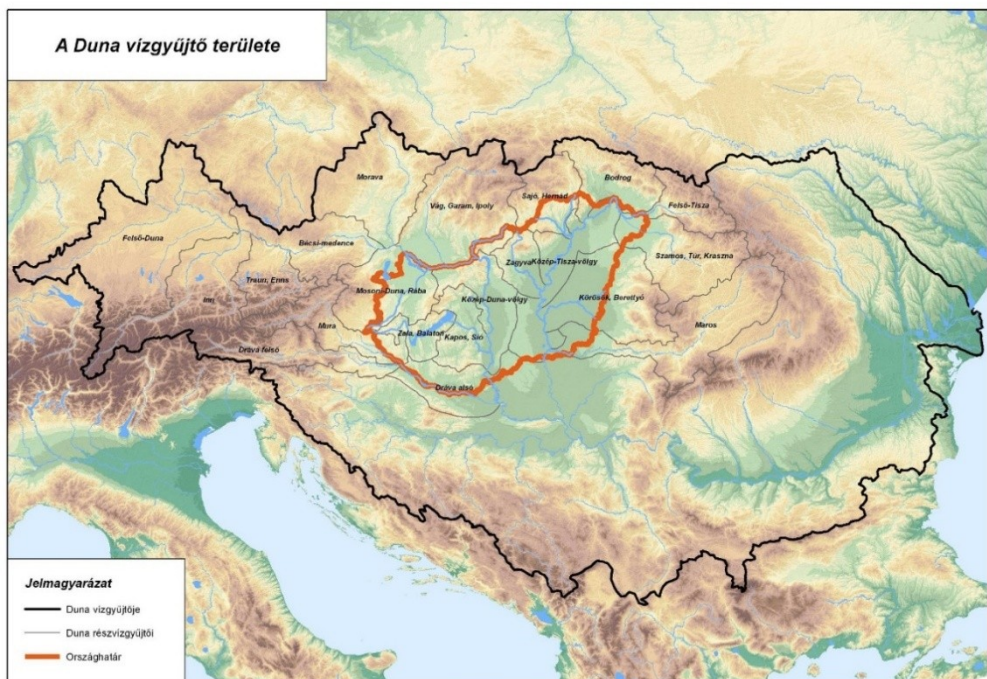 A Duna vízgyűjtő területe
Morava
Bodrog
Sajó, Hernád
Vág, Garam, Ipoly
Felső-Tisza
Felső-Duna
Bécsi-medence
Zagyva
Közép-Tisza-völgy
Szamos, Túr, Kraszna
Traun, Enns
Mosoni-Duna, Rába
Inn
Közép-Duna-völgy
Körösök, Berettyó
Mura
Zala, Balaton
Kapos, Sió
Maros
Dráva felső
Dráva alsó
Jelmagyarázat
Duna vízgyűjtője
Duna részvízgyűjtői
Országhatár